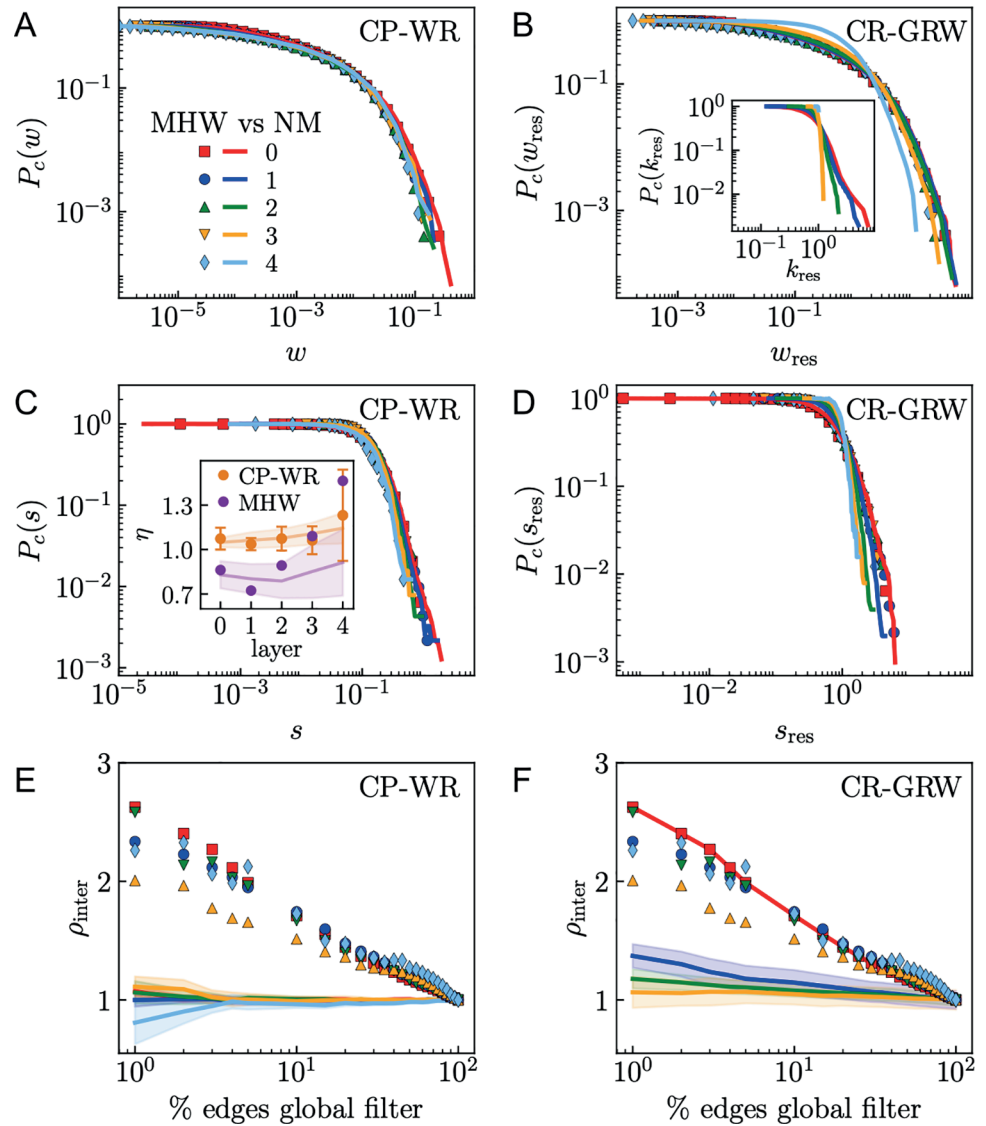 A
CP-WR
P_c(w)
10^{-1}
10^{-3}
MHW vs NM
0
1
2
3
4
10^{-5}
10^{-3}
10^{-1}
w
B
CR-GRW
P_c(w_res)
10^{-1}
10^{-3}
P_c(k_res)
10^0
10^{-1}
10^{-2}
10^{-1}
10^0
k_res
10^{-3}
10^{-1}
10^1
w_res
C
CP-WR
P_c(s)
10^0
10^{-1}
10^{-2}
10^{-3}
CP-WR
MHW
η
1.3
1.0
0.7
0 1 2 3 4
layer
10^{-5}
10^{-3}
10^{-1}
s
D
CR-GRW
P_c(s_res)
10^0
10^{-1}
10^{-2}
10^{-3}
10^{-2}
10^0
s_res
E
CP-WR
ρ_inter
3
2
1
10^0
10^1
10^2
% edges global filter
F
CR-GRW
ρ_inter
3
2
1
10^0
10^1
10^2
% edges global filter